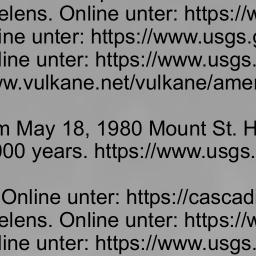 elens. Online unter: https://w
ine unter: https://www.usgs.g
line unter: https://www.usgs.
ww.vulkane.net/vulkane/amer
m May 18, 1980 Mount St. H
000 years. https://www.usgs.
Online unter: https://cascad
elens. Online unter: https://w
line unter: https://www.usgs.